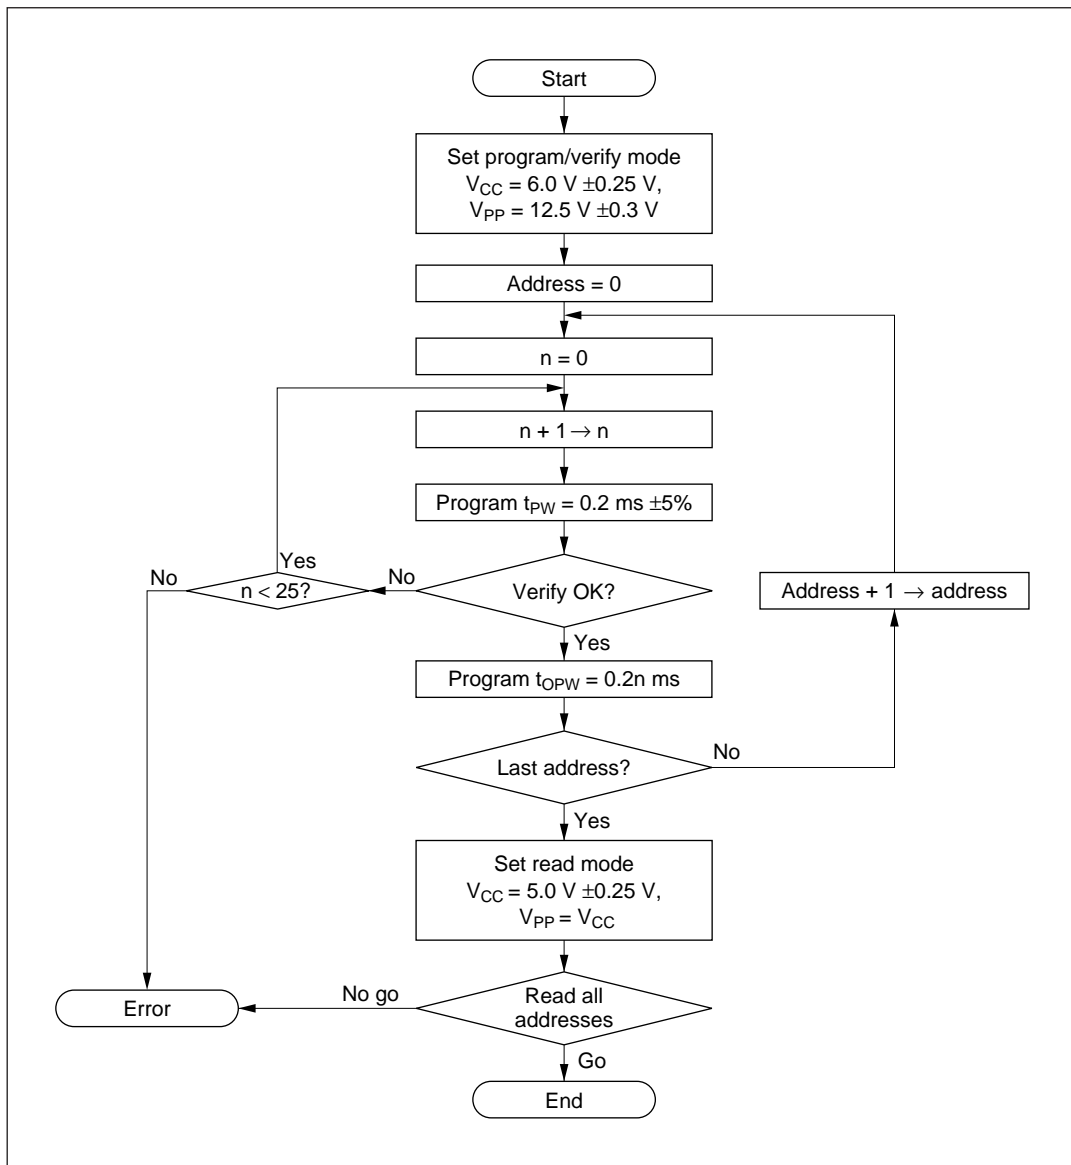 Start
Set program/verify mode
VCC = 6.0 V ±0.25 V,
VPP = 12.5 V ±0.3 V
Address = 0
n = 0
n + 1 → n
Program tPW = 0.2 ms ±5%
Verify OK?
No
n < 25?
Yes
No
Yes
Program tOPW = 0.2n ms
Last address?
No
Address + 1 → address
Yes
Set read mode
VCC = 5.0 V ±0.25 V,
VPP = VCC
Read all
addresses
No go
Error
Go
End